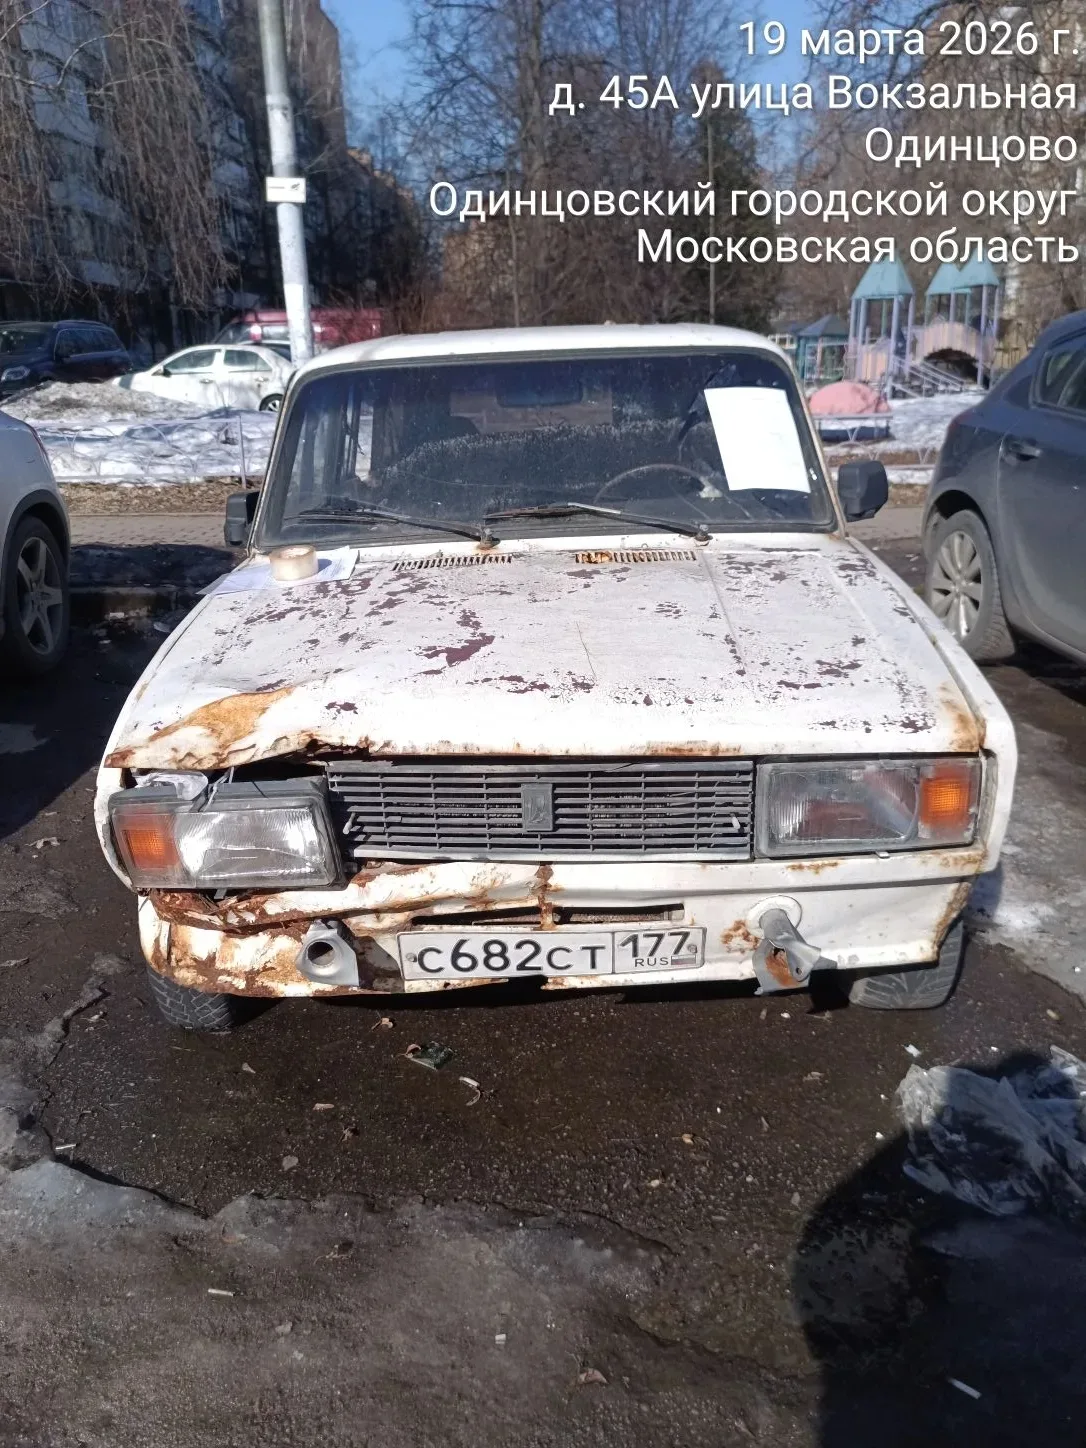 19 марта 2026 г.
д. 45А улица Вокзальная
Одинцово
Одинцовский городской округ
Московская область
С682СТ 177
RUS